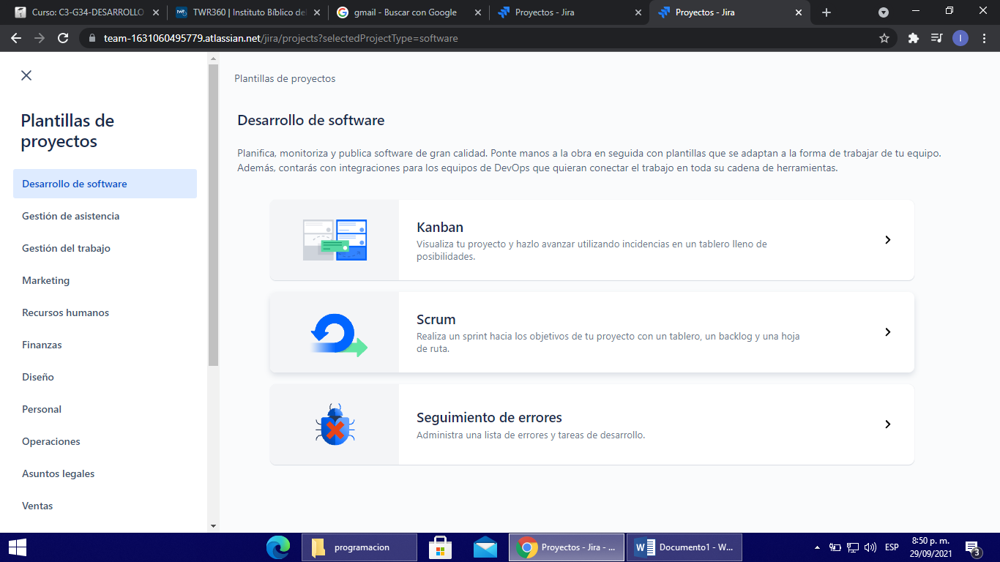 Curso: C3-G34-DESARROLLO
TWR360 | Instituto Bíblico del
gmail - Buscar con Google
Proyectos - Jira
Proyectos - Jira
team-1631060495779.atlassian.net/jira/projects?selectedProjectType=software
I
Plantillas de proyectos
Plantillas de
proyectos
Desarrollo de software
Gestión de asistencia
Gestión del trabajo
Marketing
Recursos humanos
Finanzas
Diseño
Personal
Operaciones
Asuntos legales
Ventas
Desarrollo de software
Planifica, monitoriza y publica software de gran calidad. Ponte manos a la obra en seguida con plantillas que se adaptan a la forma de trabajar de tu equipo.
Además, contarás con integraciones para los equipos de DevOps que quieran conectar el trabajo en toda su cadena de herramientas.
Kanban
Visualiza tu proyecto y hazlo avanzar utilizando incidencias en un tablero lleno de
posibilidades.
Scrum
Realiza un sprint hacia los objetivos de tu proyecto con un tablero, un backlog y una hoja
de ruta.
Seguimiento de errores
Administra una lista de errores y tareas de desarrollo.
programacion
Proyectos - Jira - ...
Documento1 - W...
ESP
8:50 p. m.
29/09/2021
3